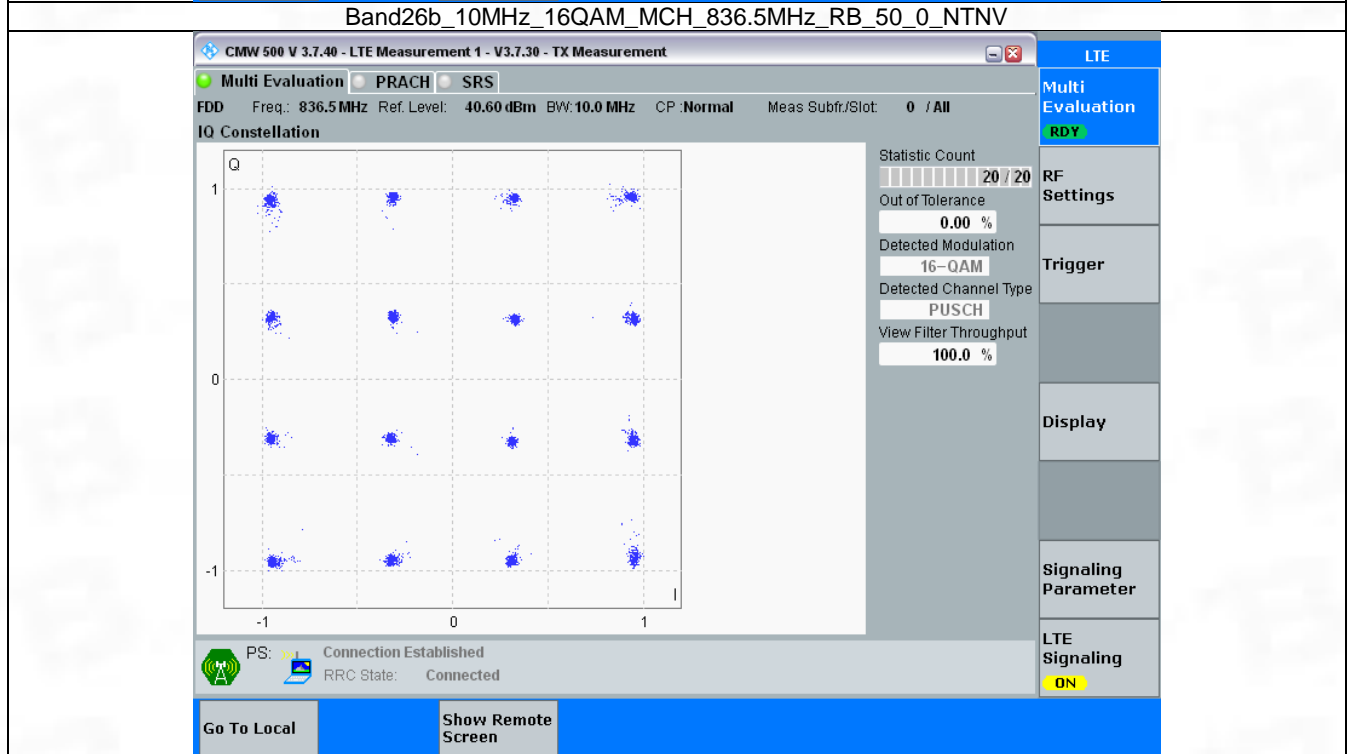 Band26b_10MHz_16QAM_MCH_836.5MHz_RB_50_0_NTNV
CMW 500 V 3.7.40 - LTE Measurement 1 - V3.7.30 - TX Measurement
LTE
Multi Evaluation PRACH SRS
FDD Freq.: 836.5 MHz Ref. Level: 40.60 dBm BW: 10.0 MHz CP :Normal Meas Subfr./Slot: 0 / All
IQ Constellation
Q
1
0
-1
-1 0 1
I
Statistic Count
20 / 20
Out of Tolerance
0.00 %
Detected Modulation
16-QAM
Detected Channel Type
PUSCH
View Filter Throughput
100.0 %
Multi
Evaluation
RDY
RF
Settings
Trigger
Display
Signaling
Parameter
LTE
Signaling
ON
PS: Connection Established
RRC State: Connected
Go To Local
Show Remote
Screen